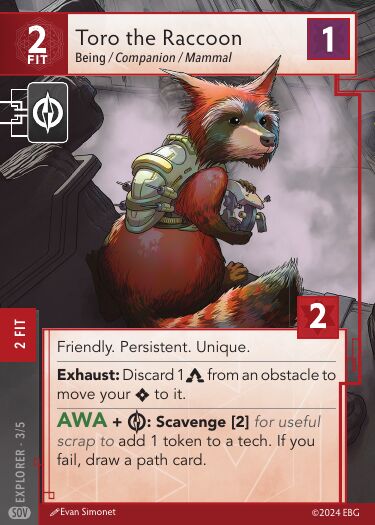 2
FIT
Toro the Raccoon
Being / Companion / Mammal
1
2
2 FIT
Friendly. Persistent. Unique.
Exhaust: Discard 1 from an obstacle to
move your to it.
AWA + : Scavenge [2] for useful
scrap to add 1 token to a tech. If you
fail, draw a path card.
EXPLORER - 3/5
SOV
Evan Simonet
©2024 EBG